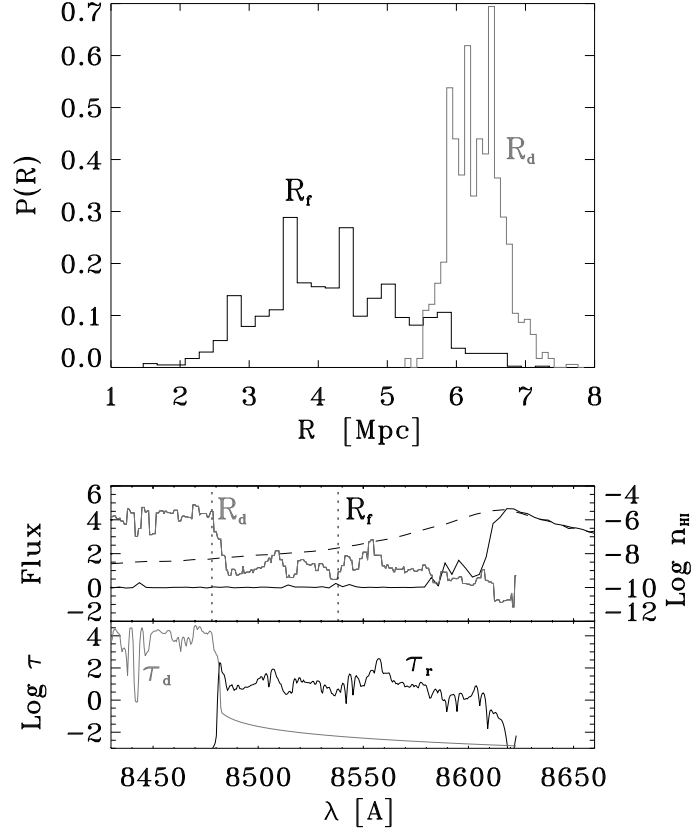 0.7
0.6
0.5
0.4
0.3
0.2
0.1
0.0
P(R)
R_f
R_d
1 2 3 4 5 6 7 8
R [Mpc]
6
4
2
0
−2
Flux
R_d
R_f
−4
−6
−8
−10
−12
Log n_HI
4
2
0
−2
Log τ
τ_d
τ_r
8450 8500 8550 8600 8650
λ [A]